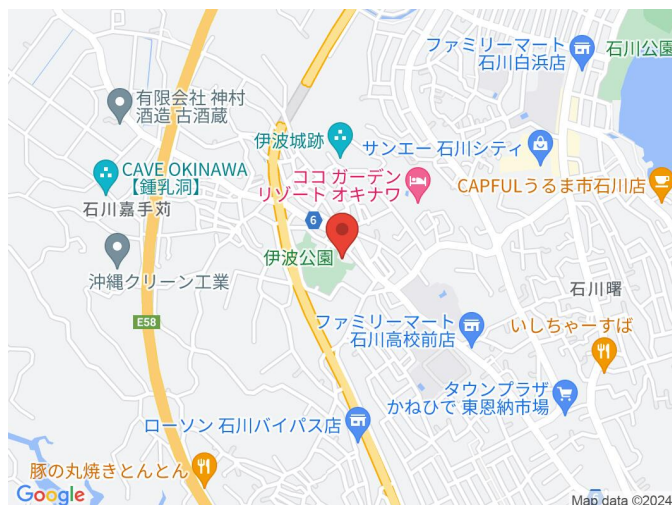 ファミリーマート
石川白浜店
石川公園
有限会社 神村
酒造 古酒蔵
伊波城跡
サンエー 石川シティ
CAVE OKINAWA
【鍾乳洞】
ココ ガーデン
リゾート オキナワ
CAPFULうるま市石川店
石川嘉手苅
6
伊波公園
沖縄クリーン工業
石川曙
E58
ファミリーマート
石川高校前店
いしちゃーすば
タウンプラザ
かねひで 東恩納市場
ローソン 石川バイパス店
豚の丸焼きとんとん
Google
Map data ©2024